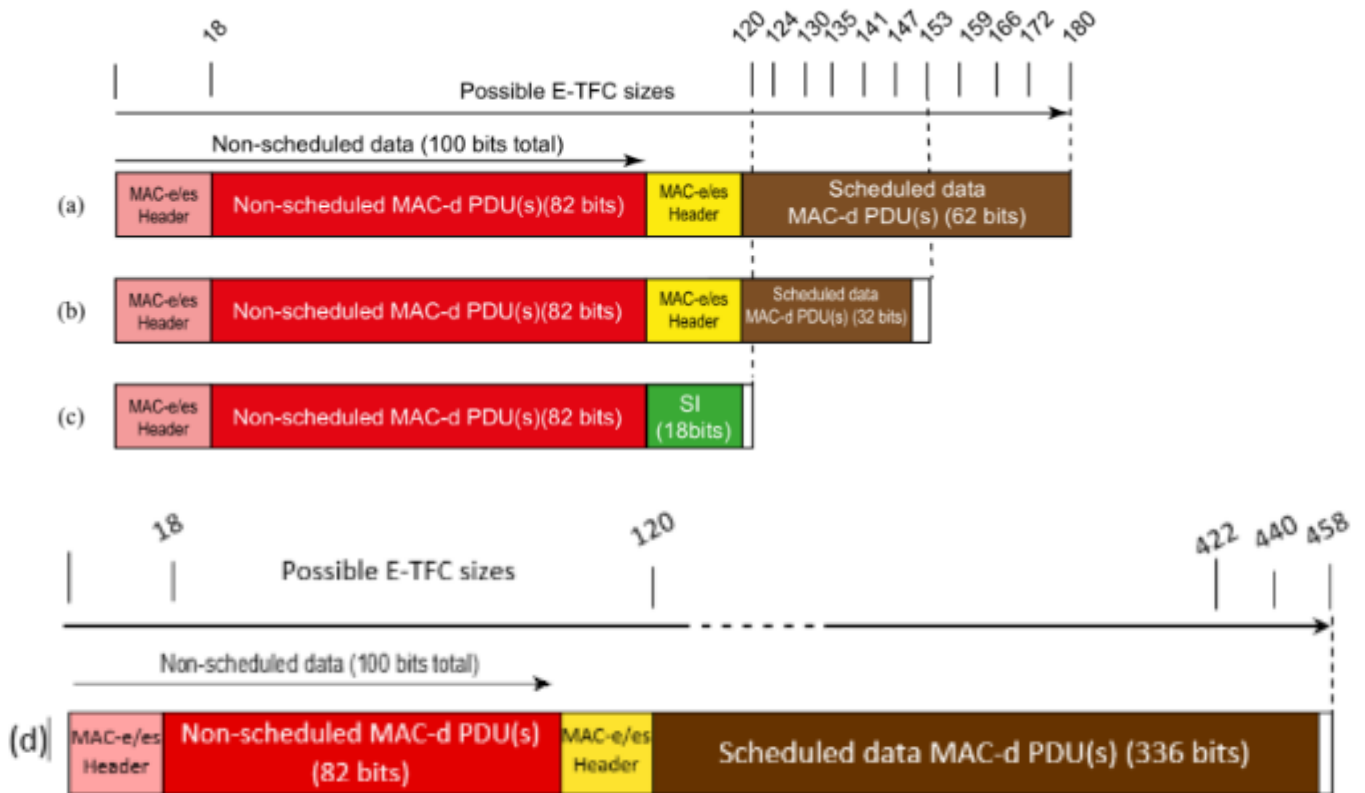 18
120 124 130 135 141 147 153 159 166 172 180
Possible E-TFC sizes
Non-scheduled data (100 bits total)
(a)
MAC-e/es
Header
Non-scheduled MAC-d PDU(s)(82 bits)
MAC-e/es
Header
Scheduled data
MAC-d PDU(s) (62 bits)
(b)
MAC-e/es
Header
Non-scheduled MAC-d PDU(s)(82 bits)
MAC-e/es
Header
Scheduled data
MAC-d PDU(s) (32 bits)
(c)
MAC-e/es
Header
Non-scheduled MAC-d PDU(s)(82 bits)
SI
(18bits)
18
120
422 440 458
Possible E-TFC sizes
Non-scheduled data (100 bits total)
(d)
MAC-e/es
Header
Non-scheduled MAC-d PDU(s)
(82 bits)
MAC-e/es
Header
Scheduled data MAC-d PDU(s) (336 bits)